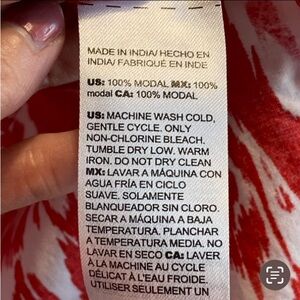 MADE IN INDIA/ HECHO EN
INDIA/ FABRIQUÉ EN INDE
US: 100% MODAL MX: 100%
modal CA: 100% MODAL
US: MACHINE WASH COLD,
GENTLE CYCLE. ONLY
NON-CHLORINE BLEACH.
TUMBLE DRY LOW. WARM
IRON. DO NOT DRY CLEAN
MX: LAVAR A MÁQUINA CON
AGUA FRÍA EN CICLO
SUAVE. SOLAMENTE
BLANQUEADOR SIN CLORO.
SECAR A MÁQUINA A BAJA
TEMPERATURA. PLANCHAR
A TEMPERATURA MEDIA. NO
LAVAR EN SECO CA: LAVER
À LA MACHINE AU CYCLE
DÉLICAT À L'EAU FROIDE.
UTILISER SEULEMENT UN